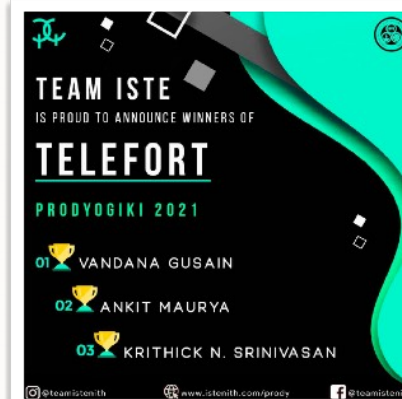 TEAM ISTE
IS PROUD TO ANNOUNCE WINNERS OF
TELEFORT
PRODYOGIKI 2021
01 VANDANA GUSAIN
02 ANKIT MAURYA
03 KRITHICK N. SRINIVASAN
@teamistenith www.istenith.com/prody